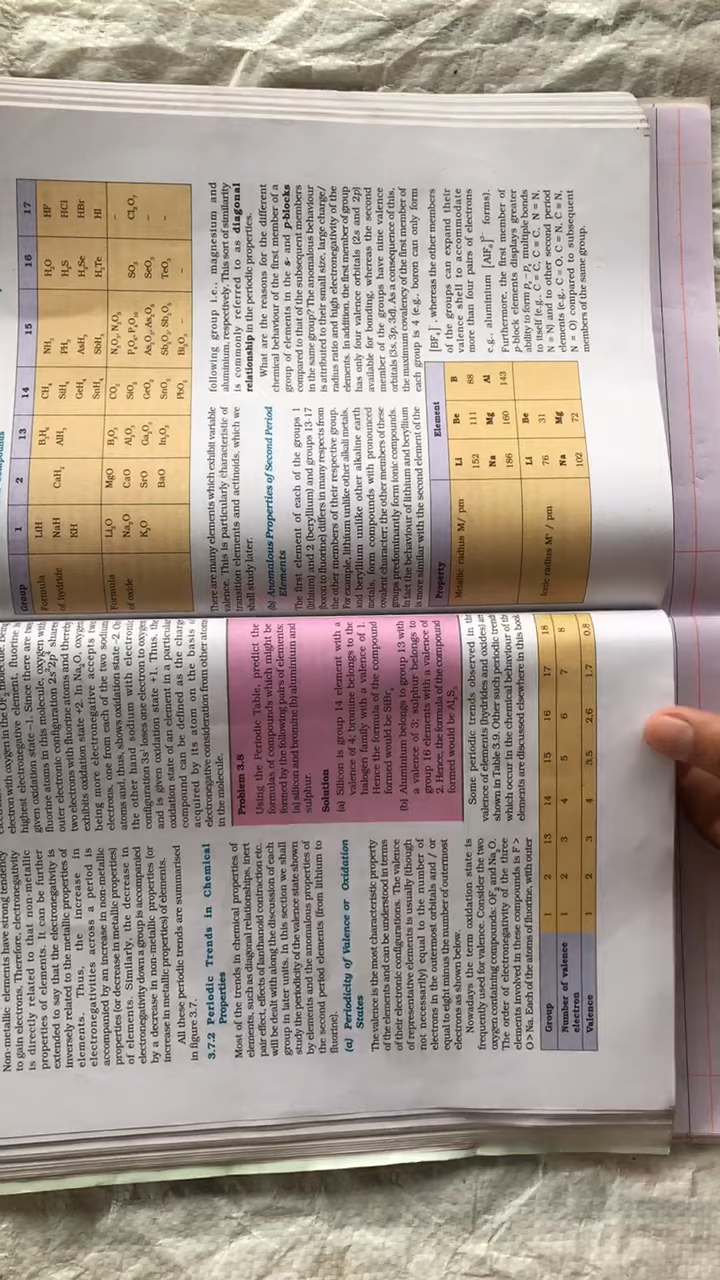 Non-metallic elements have strong tendency
to gain electrons. Therefore, electronegativity
is directly related to that non-metallic
properties of elements. It can be further
extended to say that the electronegativity is
inversely related to the metallic properties of
elements. Thus, the increase in
electronegativities across a period is
accompanied by an increase in non-metallic
properties (or decrease in metallic properties)
of elements. Similarly, the decrease in
electronegativity down a group is accompanied
by a decrease in non-metallic properties (or
increase in metallic properties) of elements.
All these periodic trends are summarised
in figure 3.7.
3.7.2 Periodic Trends in Chemical
Properties
Most of the trends in chemical properties of
elements, such as diagonal relationships, inert
pair effect, effects of lanthanoid contraction etc.
will be dealt with along the discussion of each
group in later units. In this section we shall
study the periodicity of the valence state shown
by elements and the anomalous properties of
the second period elements (from lithium to
fluorine).
(a) Periodicity of Valence or Oxidation
States
The valence is the most characteristic property
of the elements and can be understood in terms
of their electronic configurations. The valence
of representative elements is usually (though
not necessarily) equal to the number of
electrons in the outermost orbitals and / or
equal to eight minus the number of outermost
electrons as shown below.
Nowadays the term oxidation state is
frequently used for valence. Consider the two
oxygen containing compounds: OF₂ and Na₂O.
The order of electronegativity of the three
elements involved in these compounds is F >
O > Na. Each of the atoms of fluorine, with outer
electron with oxygen in the OF₂ molecule. Being
highest electronegative element, fluorine
given oxidation state –1. Since there are two
fluorine atoms in this molecule, oxygen with
outer electronic configuration 2s²2p⁴ shares
two electrons with fluorine atoms and thereby
exhibits oxidation state +2. In Na₂O, oxygen
being more electronegative accepts two
electrons, one from each of the two sodium
atoms and, thus, shows oxidation state –2. On
the other hand sodium with electronic
configuration 3s¹ loses one electron to oxygen
and is given oxidation state +1. Thus, the
oxidation state of an element in a particular
compound can be defined as the charge
acquired by its atom on the basis of
electronegative consideration from other atoms
in the molecule.
Problem 3.8
Using the Periodic Table, predict the
formulas of compounds which might be
formed by the following pairs of elements;
(a) silicon and bromine (b) aluminium and
sulphur.
Solution
(a) Silicon is group 14 element with a
valence of 4; bromine belongs to the
halogen family with a valence of 1.
Hence the formula of the compound
formed would be SiBr₄
(b) Aluminium belongs to group 13 with
a valence of 3; sulphur belongs to
group 16 elements with a valence of
2. Hence, the formula of the compound
formed would be Al₂S₃
Some periodic trends observed in the
valence of elements (hydrides and oxides) are
shown in Table 3.9. Other such periodic trends
which occur in the chemical behaviour of the
elements are discussed elsewhere in this book
Group 1 2 13 14 15 16 17 18
Number of valence electron 1 2 3 4 5 6 7 8
Valence 1 2 3 4 3,5 2,6 1,7 0,8
Group 1 2 13 14 15 16 17
Formula LiH B₂H₆ CH₄ NH₃ H₂O HF
of hydride NaH CaH₂ AlH₃ SiH₄ PH₃ H₂S HCl
KH GeH₄ AsH₃ H₂Se HBr
SnH₄ SbH₃ H₂Te HI
Formula Li₂O MgO B₂O₃ CO₂ N₂O₃, N₂O₅ –
of oxide Na₂O CaO Al₂O₃ SiO₂ P₄O₆, P₄O₁₀ SO₃ Cl₂O₇
K₂O SrO Ga₂O₃ GeO₂ As₂O₃, As₂O₅ SeO₃ –
BaO In₂O₃ SnO₂ Sb₂O₃, Sb₂O₅ TeO₃ –
PbO₂ Bi₂O₃ –
There are many elements which exhibit variable
valence. This is particularly characteristic of
transition elements and actinoids, which we
shall study later.
(b) Anomalous Properties of Second Period
Elements
The first element of each of the groups 1
(lithium) and 2 (beryllium) and groups 13-17
(boron to fluorine) differs in many respects from
the other members of their respective group.
For example, lithium unlike other alkali metals,
and beryllium unlike other alkaline earth
metals, form compounds with pronounced
covalent character; the other members of these
groups predominantly form ionic compounds.
In fact the behaviour of lithium and beryllium
is more similar with the second element of the
following group i.e., magnesium and
aluminium, respectively. This sort of similarity
is commonly referred to as diagonal
relationship in the periodic properties.
What are the reasons for the different
chemical behaviour of the first member of a
group of elements in the s- and p-blocks
compared to that of the subsequent members
in the same group? The anomalous behaviour
is attributed to their small size, large charge/
radius ratio and high electronegativity of the
elements. In addition, the first member of group
has only four valence orbitals (2s and 2p)
available for bonding, whereas the second
member of the groups have nine valence
orbitals (3s, 3p, 3d). As a consequence of this,
the maximum covalency of the first member of
each group is 4 (e.g., boron can only form
[BF₄]⁻, whereas the other members
of the groups can expand their
valence shell to accommodate
more than four pairs of electrons
e.g., aluminium [AlF₆]³⁻ forms).
Furthermore, the first member of
p-block elements displays greater
ability to form pπ – pπ multiple bonds
to itself (e.g., C = C, C ≡ C, N = N,
N ≡ N) and to other second period
elements (e.g., C = O, C = N, C ≡ N,
N = O) compared to subsequent
members of the same group.
Property Element
Metallic radius M/ pm Li Be B
152 111 88
Na Mg Al
186 160 143
Ionic radius M⁺ / pm Li Be
76 31
Na Mg
102 72